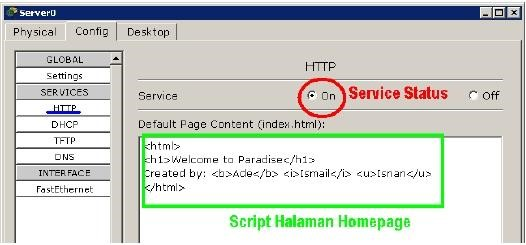 Server0
Physical Config Desktop
GLOBAL
Settings
SERVICES
HTTP
DHCP
TFTP
DNS
INTERFACE
FastEthernet
HTTP
Service On Service Status Off
Default Page Content (index.html):
<html>
<h1>Welcome to Paradise</h1>
Created by: <b>Ade</b> <i>Ismail</i> <u>Isnan</u>
</html>
Script Halaman Homepage